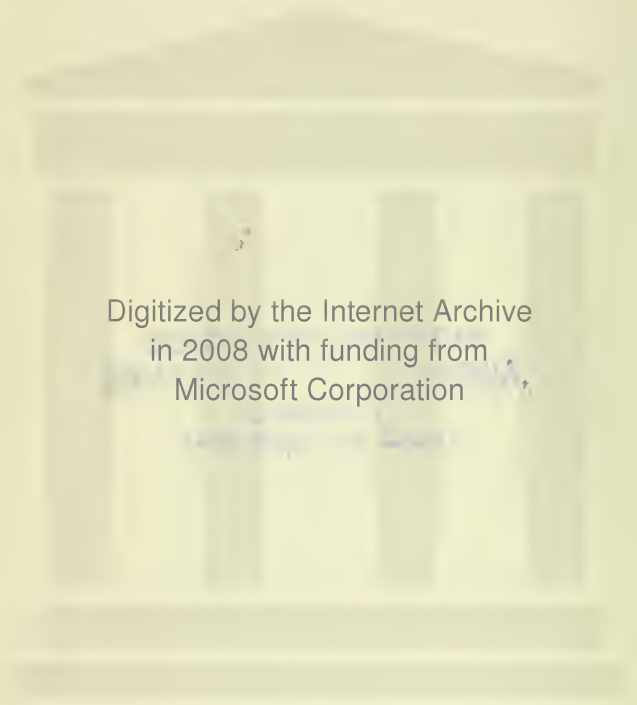 Digitized by the Internet Archive
in 2008 with funding from
Microsoft Corporation